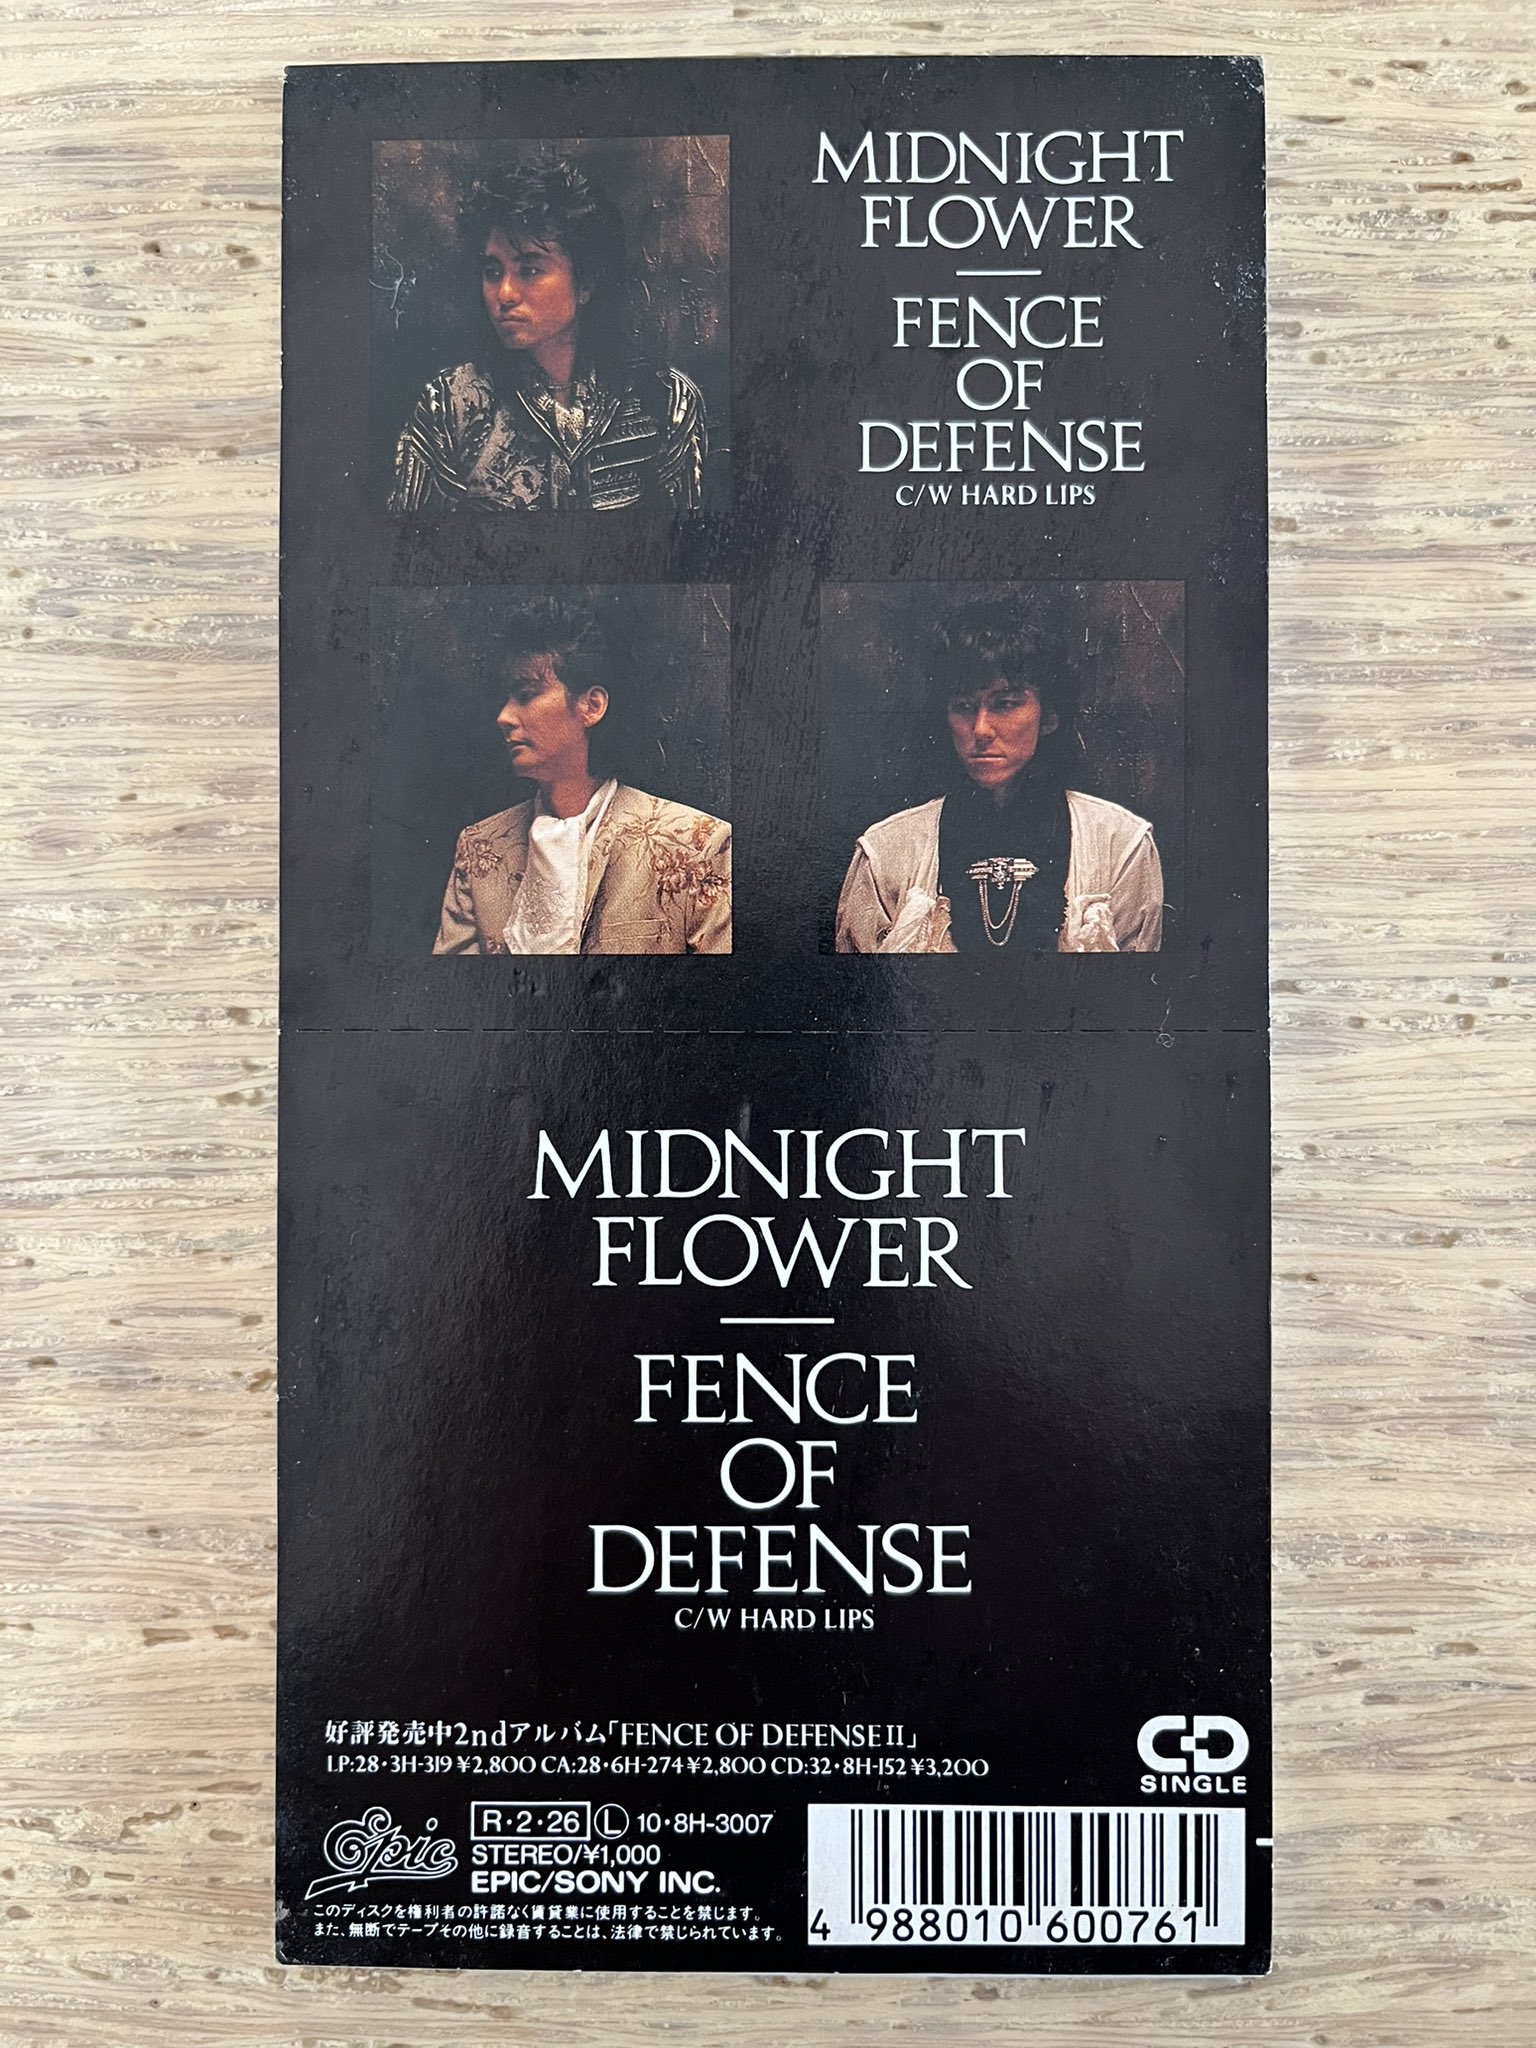 MIDNIGHT
FLOWER
FENCE
OF
DEFENSE
C/W HARD LIPS
MIDNIGHT
FLOWER
FENCE
OF
DEFENSE
C/W HARD LIPS
好評発売中2ndアルバム「FENCE OF DEFENSE II」
LP:28・3H-319 ¥2,800 CA:28・6H-274 ¥2,800 CD:32・8H-152 ¥3,200
CD
SINGLE
Epic
R・2・26 Ⓛ 10・8H-3007
STEREO/¥1,000
EPIC/SONY INC.
このディスクを権利者の許諾なく賃貸業に使用することを禁じます。
また、無断でテープその他に録音することは、法律で禁じられています。
4 988010 600761